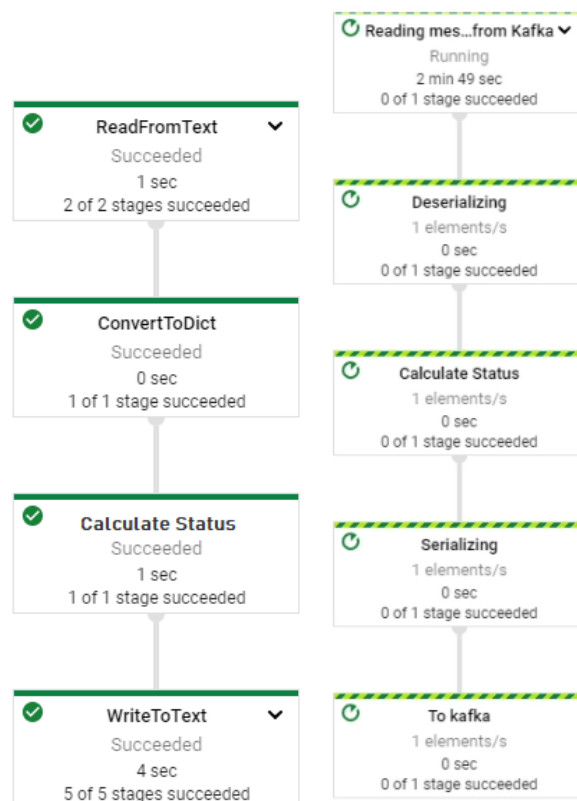 ReadFromText
Succeeded
1 sec
2 of 2 stages succeeded
ConvertToDict
Succeeded
0 sec
1 of 1 stage succeeded
Calculate Status
Succeeded
1 sec
1 of 1 stage succeeded
WriteToText
Succeeded
4 sec
5 of 5 stages succeeded
Reading mes...from Kafka
Running
2 min 49 sec
0 of 1 stage succeeded
Deserializing
1 elements/s
0 sec
0 of 1 stage succeeded
Calculate Status
1 elements/s
0 sec
0 of 1 stage succeeded
Serializing
1 elements/s
0 sec
0 of 1 stage succeeded
To kafka
1 elements/s
0 sec
0 of 1 stage succeeded